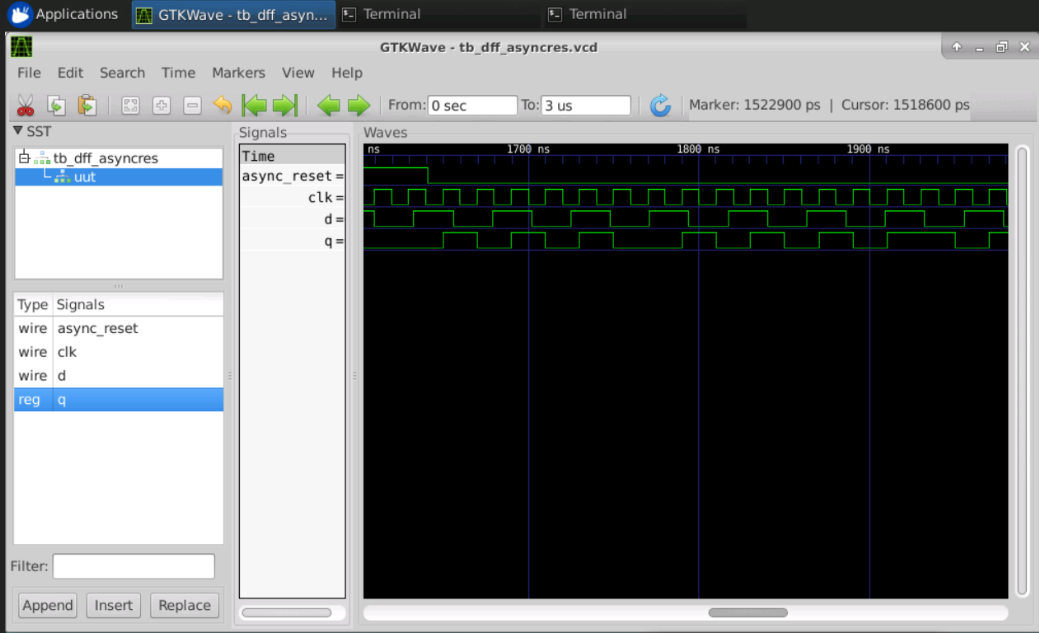 Applications GTKWave - tb_dff_asyn... Terminal Terminal
GTKWave - tb_dff_asyncres.vcd
File Edit Search Time Markers View Help
From: 0 sec To: 3 us Marker: 1522900 ps | Cursor: 1518600 ps
SST
tb_dff_asyncres
uut
Type Signals
wire async_reset
wire clk
wire d
reg q
Filter:
Append Insert Replace
Signals
Time
async_reset =
clk =
d =
q =
Waves
ns 1700 ns 1800 ns 1900 ns